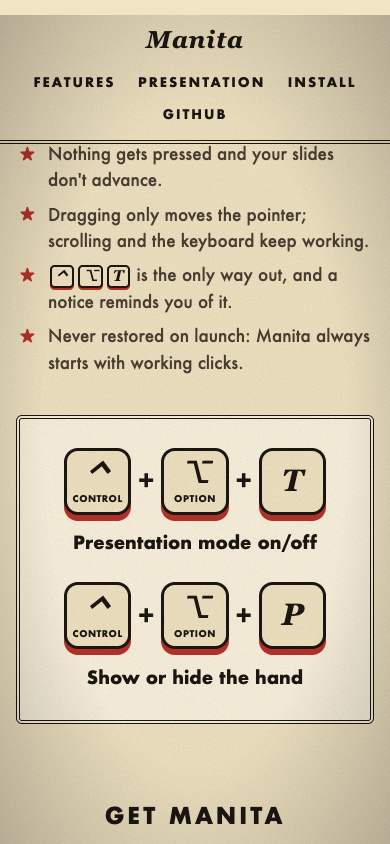 Manita
FEATURES PRESENTATION INSTALL
GITHUB
Nothing gets pressed and your slides
don't advance.
Dragging only moves the pointer;
scrolling and the keyboard keep working.
⌃ ⌥ T is the only way out, and a
notice reminds you of it.
Never restored on launch: Manita always
starts with working clicks.
⌃ CONTROL + ⌥ OPTION + T
Presentation mode on/off
⌃ CONTROL + ⌥ OPTION + P
Show or hide the hand
GET MANITA